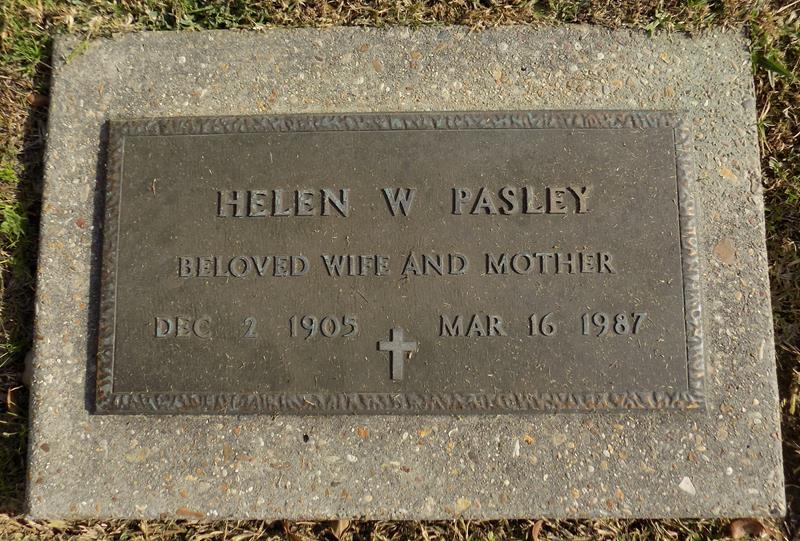 HELEN W PASLEY
BELOVED WIFE AND MOTHER
DEC 2 1905 MAR 16 1987